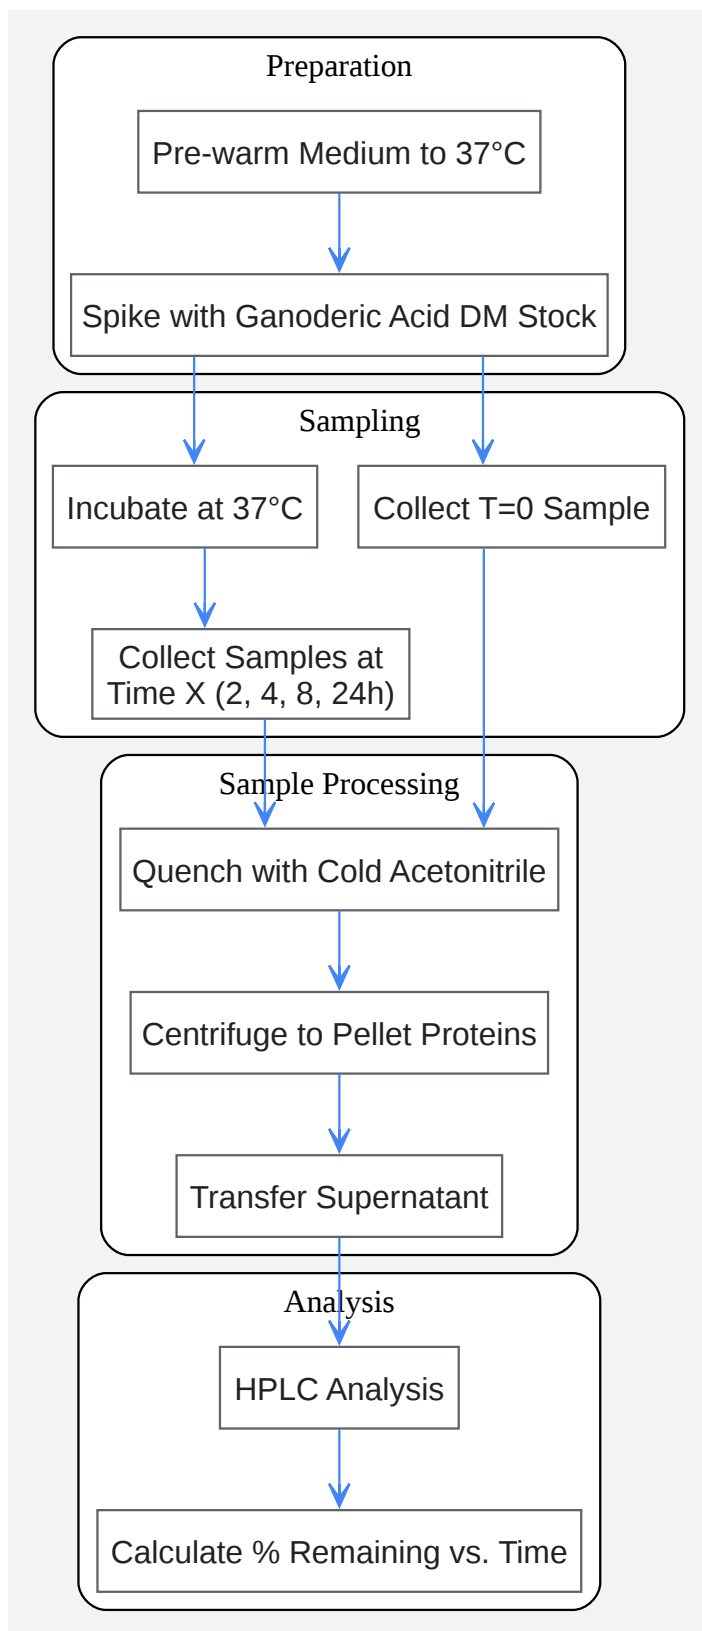 Preparation
Pre-warm Medium to 37°C
Spike with Ganoderic Acid DM Stock
Sampling
Incubate at 37°C
Collect T=0 Sample
Collect Samples at
Time X (2, 4, 8, 24h)
Sample Processing
Quench with Cold Acetonitrile
Centrifuge to Pellet Proteins
Transfer Supernatant
Analysis
HPLC Analysis
Calculate % Remaining vs. Time